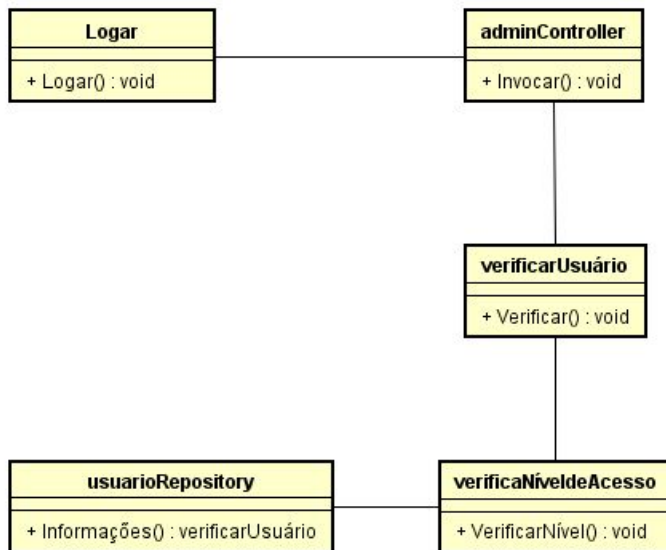 Logar
+ Logar() : void
adminController
+ Invocar() : void
verificarUsuário
+ Verificar() : void
usuarioRepository
+ Informações() : verificarUsuário
verificaNíveldeAcesso
+ VerificarNível() : void